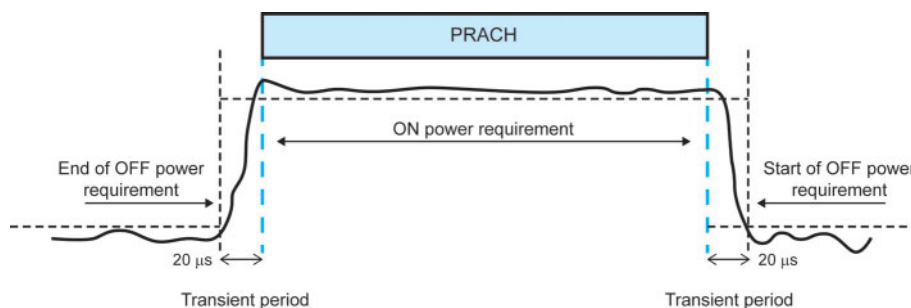 PRACH
ON power requirement
End of OFF power
requirement
Start of OFF power
requirement
20 μs
20 μs
Transient period
Transient period